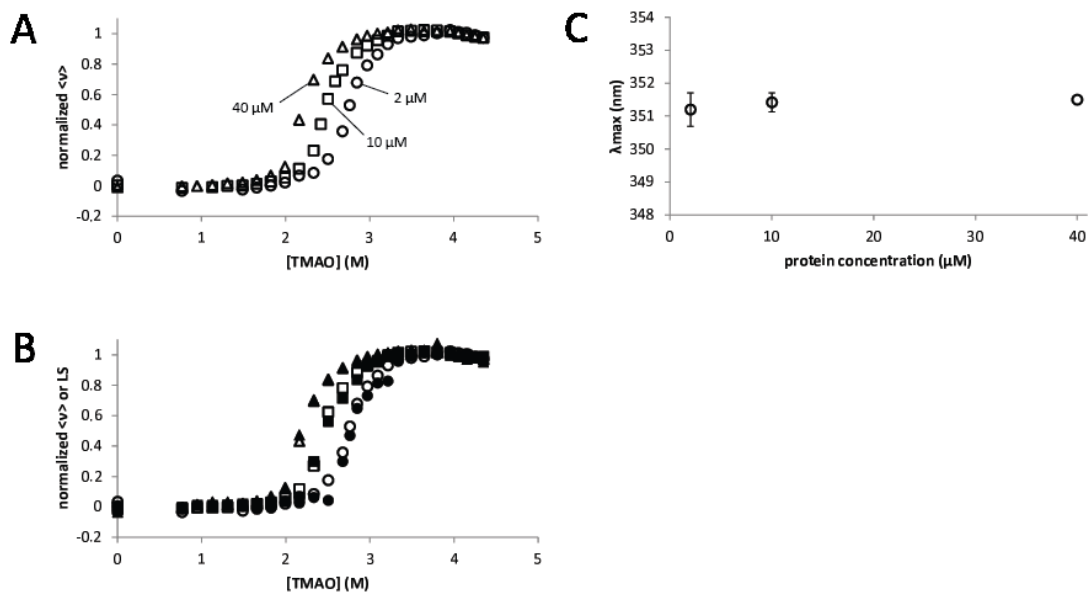 A
normalized <v>
1
0.8
0.6
0.4
0.2
0
-0.2
40 µM
2 µM
10 µM
0 1 2 3 4 5
[TMAO] (M)
C
λmax (nm)
354
353
352
351
350
349
348
0 10 20 30 40
protein concentration (µM)
B
normalized <v> or LS
1
0.8
0.6
0.4
0.2
0
-0.2
0 1 2 3 4 5
[TMAO] (M)